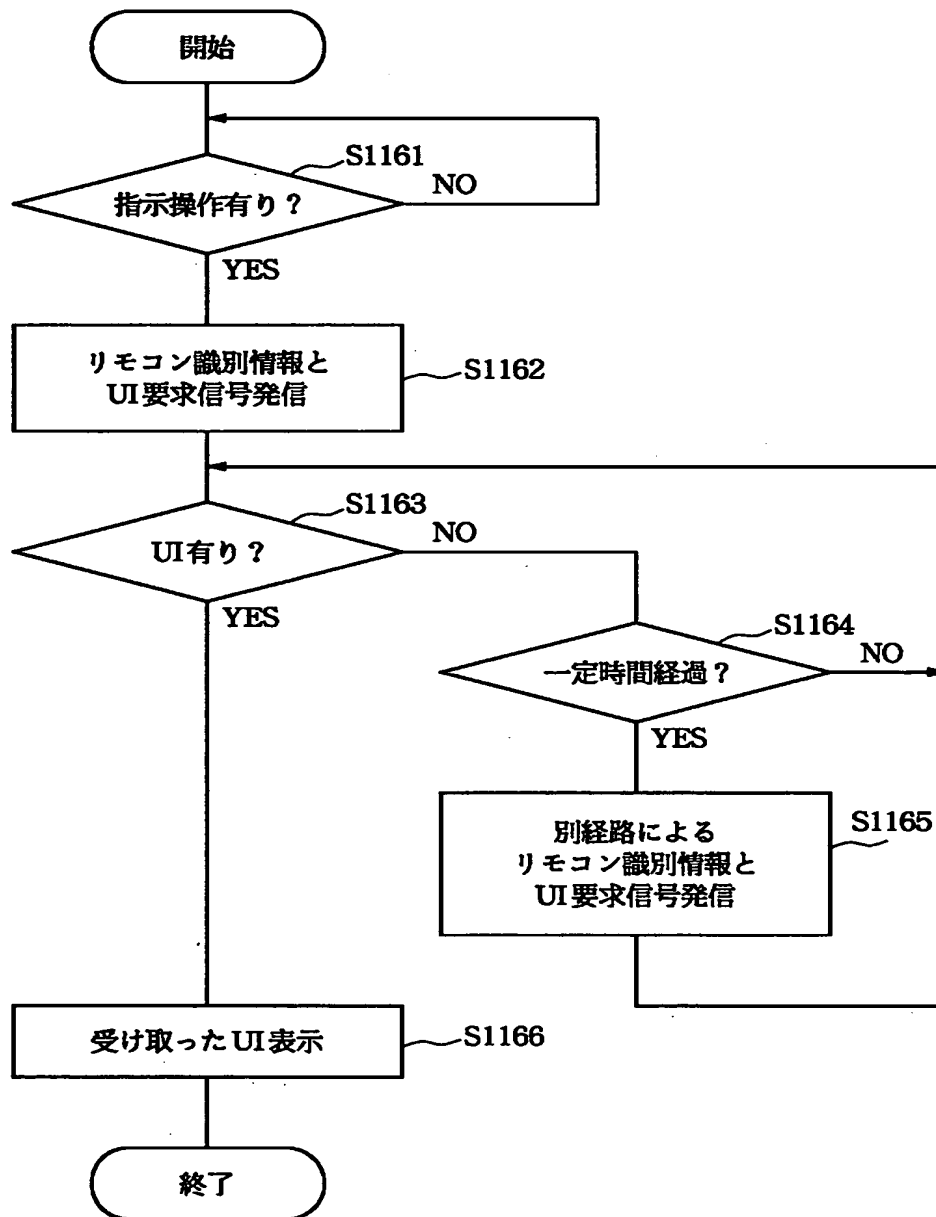 開始
S1161
指示操作有り?
NO
YES
リモコン識別情報と
UI要求信号発信
S1162
S1163
UI有り?
NO
YES
S1164
一定時間経過?
NO
YES
別経路による
リモコン識別情報と
UI要求信号発信
S1165
受け取ったUI表示
S1166
終了